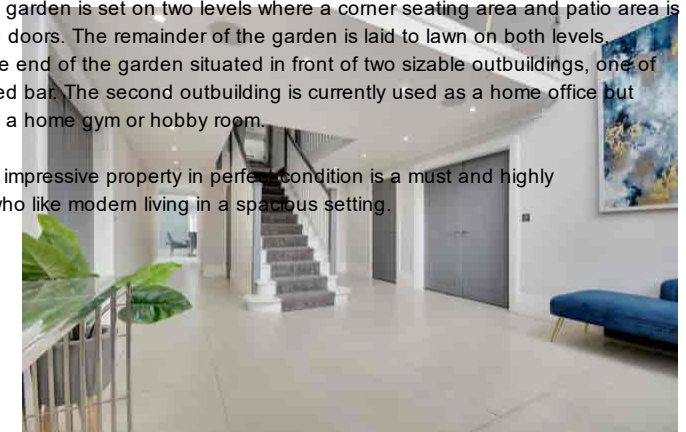 garden is set on two levels where a corner seating area and patio area is
doors. The remainder of the garden is laid to lawn on both levels,
e end of the garden situated in front of two sizable outbuildings, one of
ed bar. The second outbuilding is currently used as a home office but
a home gym or hobby room.
impressive property in perfect condition is a must and highly
who like modern living in a spacious setting.